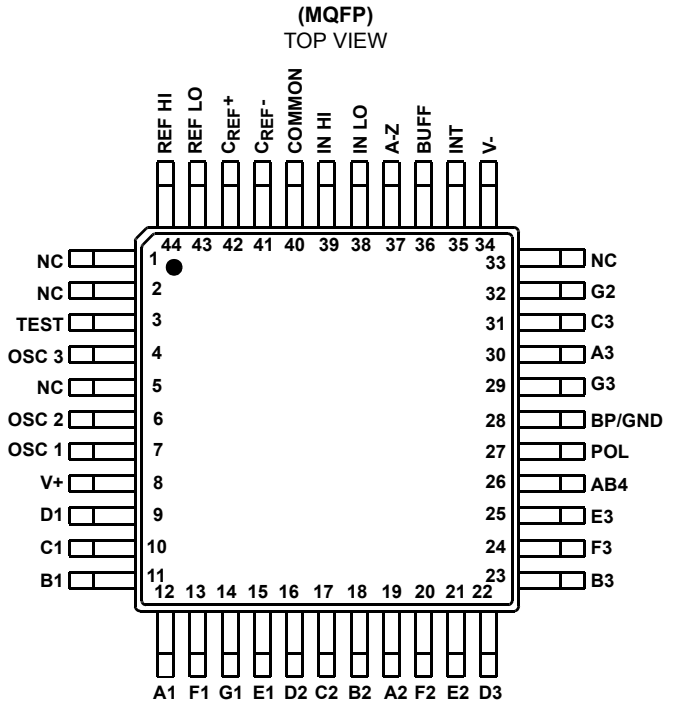 (MQFP)
TOP VIEW
REF HI
REF LO
CREF+
CREF-
COMMON
IN HI
IN LO
A-Z
BUFF
INT
V-
44 43 42 41 40 39 38 37 36 35 34
NC 1 33 NC
NC 2 32 G2
TEST 3 31 C3
OSC 3 4 30 A3
NC 5 29 G3
OSC 2 6 28 BP/GND
OSC 1 7 27 POL
V+ 8 26 AB4
D1 9 25 E3
C1 10 24 F3
B1 11 23 B3
12 13 14 15 16 17 18 19 20 21 22
A1 F1 G1 E1 D2 C2 B2 A2 F2 E2 D3